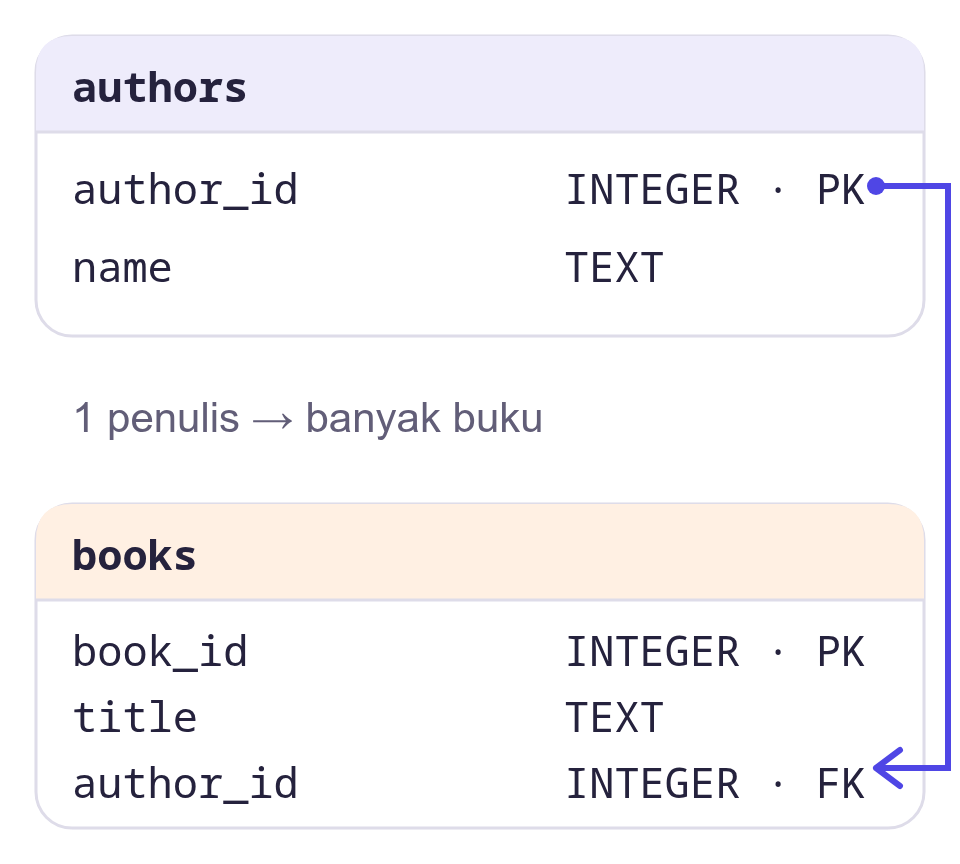 authors
author_id INTEGER · PK
name TEXT
1 penulis → banyak buku
books
book_id INTEGER · PK
title TEXT
author_id INTEGER · FK